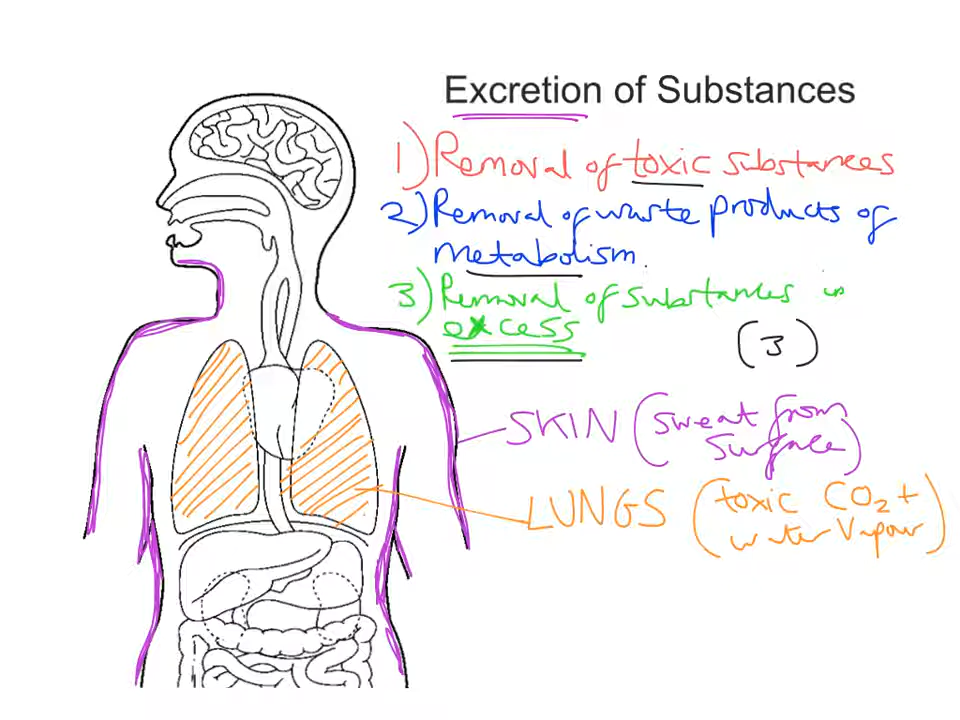 Excretion of Substances
1) Removal of toxic substances
2) Removal of waste products of
metabolism.
3) Removal of substances in
excess
(3)
SKIN (sweat from
surface)
LUNGS (toxic CO2 +
water vapour)